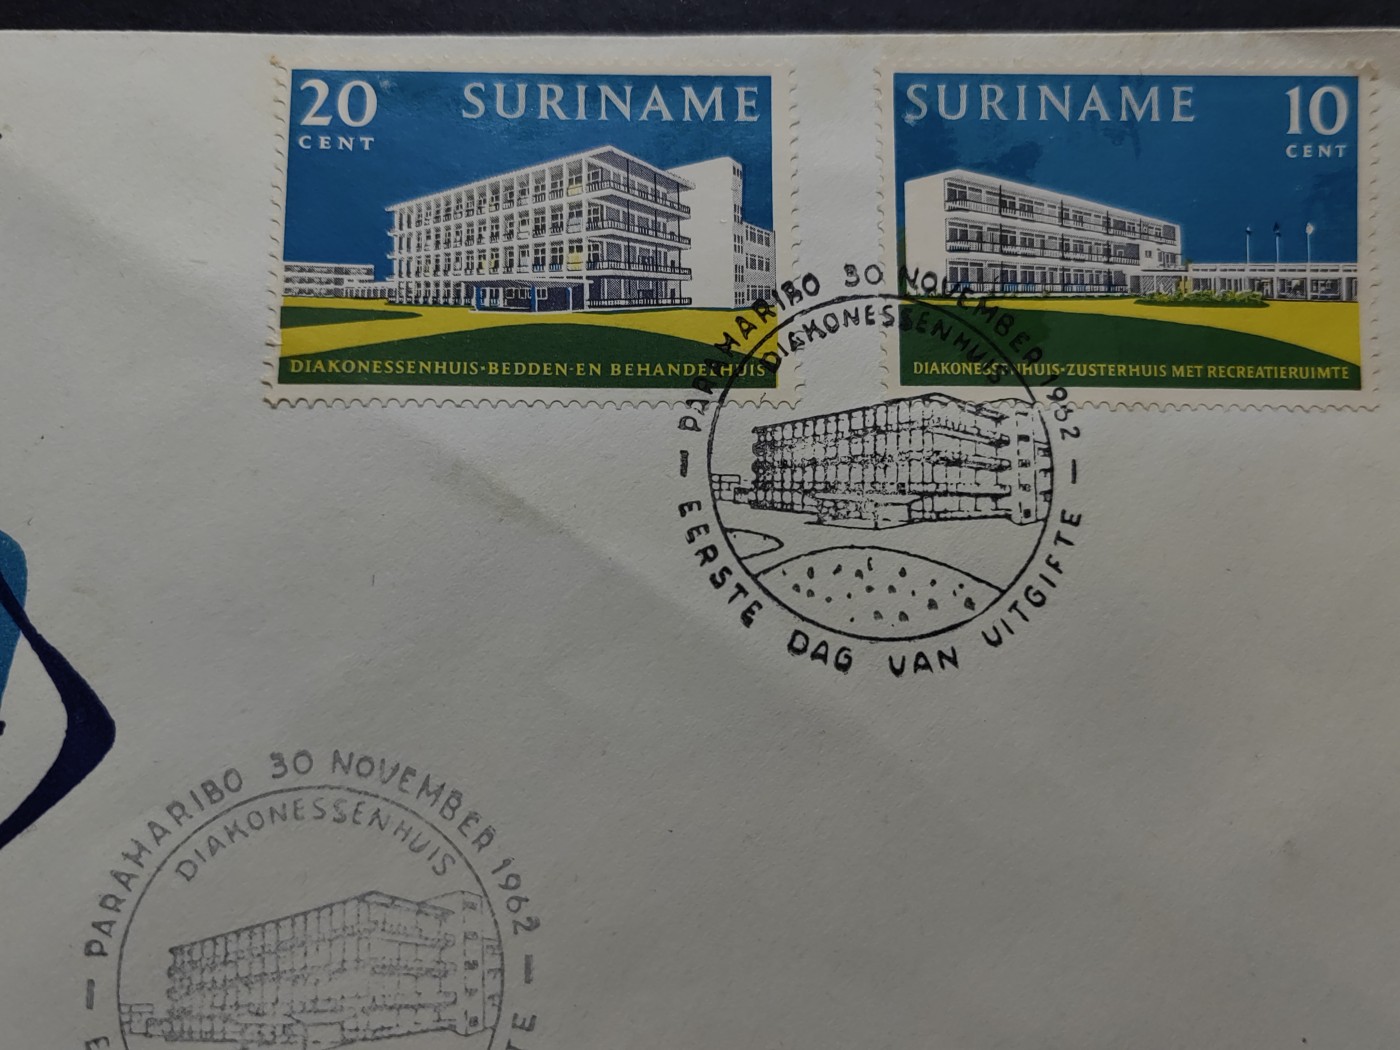 20
CENT
SURINAME
DIAKONESSENHUIS·BEDDEN-EN BEHANDELHUIS
SURINAME
10
CENT
DIAKONESSENHUIS-ZUSTERHUIS MET RECREATIERUIMTE
PARAMARIBO 30 NOVEMBER 1962
DIAKONESSENHUIS
EERSTE DAG VAN UITGIFTE
PARAMARIBO 30 NOVEMBER 1962
DIAKONESSENHUIS